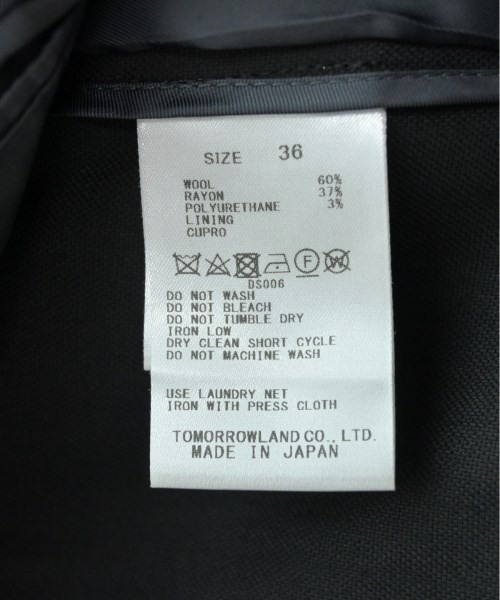 SIZE 36
WOOL 60%
RAYON 37%
POLYURETHANE 3%
LINING
CUPRO
F W
DS006
DO NOT WASH
DO NOT BLEACH
DO NOT TUMBLE DRY
IRON LOW
DRY CLEAN SHORT CYCLE
DO NOT MACHINE WASH
USE LAUNDRY NET
IRON WITH PRESS CLOTH
TOMORROWLAND CO., LTD.
MADE IN JAPAN